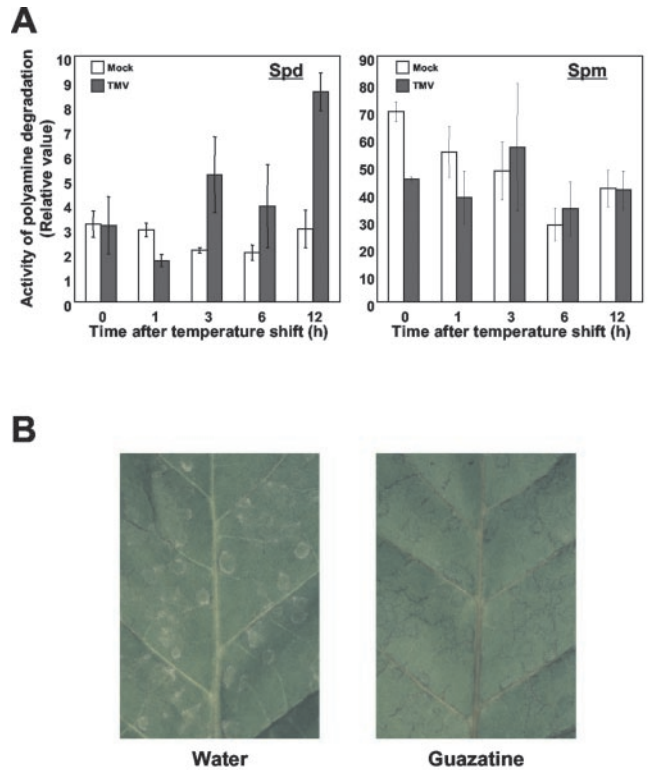 A
Activity of polyamine degradation
(Relative value)
10
9
8
7
6
5
4
3
2
1
0
Mock
TMV
Spd
0 1 3 6 12
Time after temperature shift (h)
90
80
70
60
50
40
30
20
10
0
Mock
TMV
Spm
0 1 3 6 12
Time after temperature shift (h)
B
Water
Guazatine